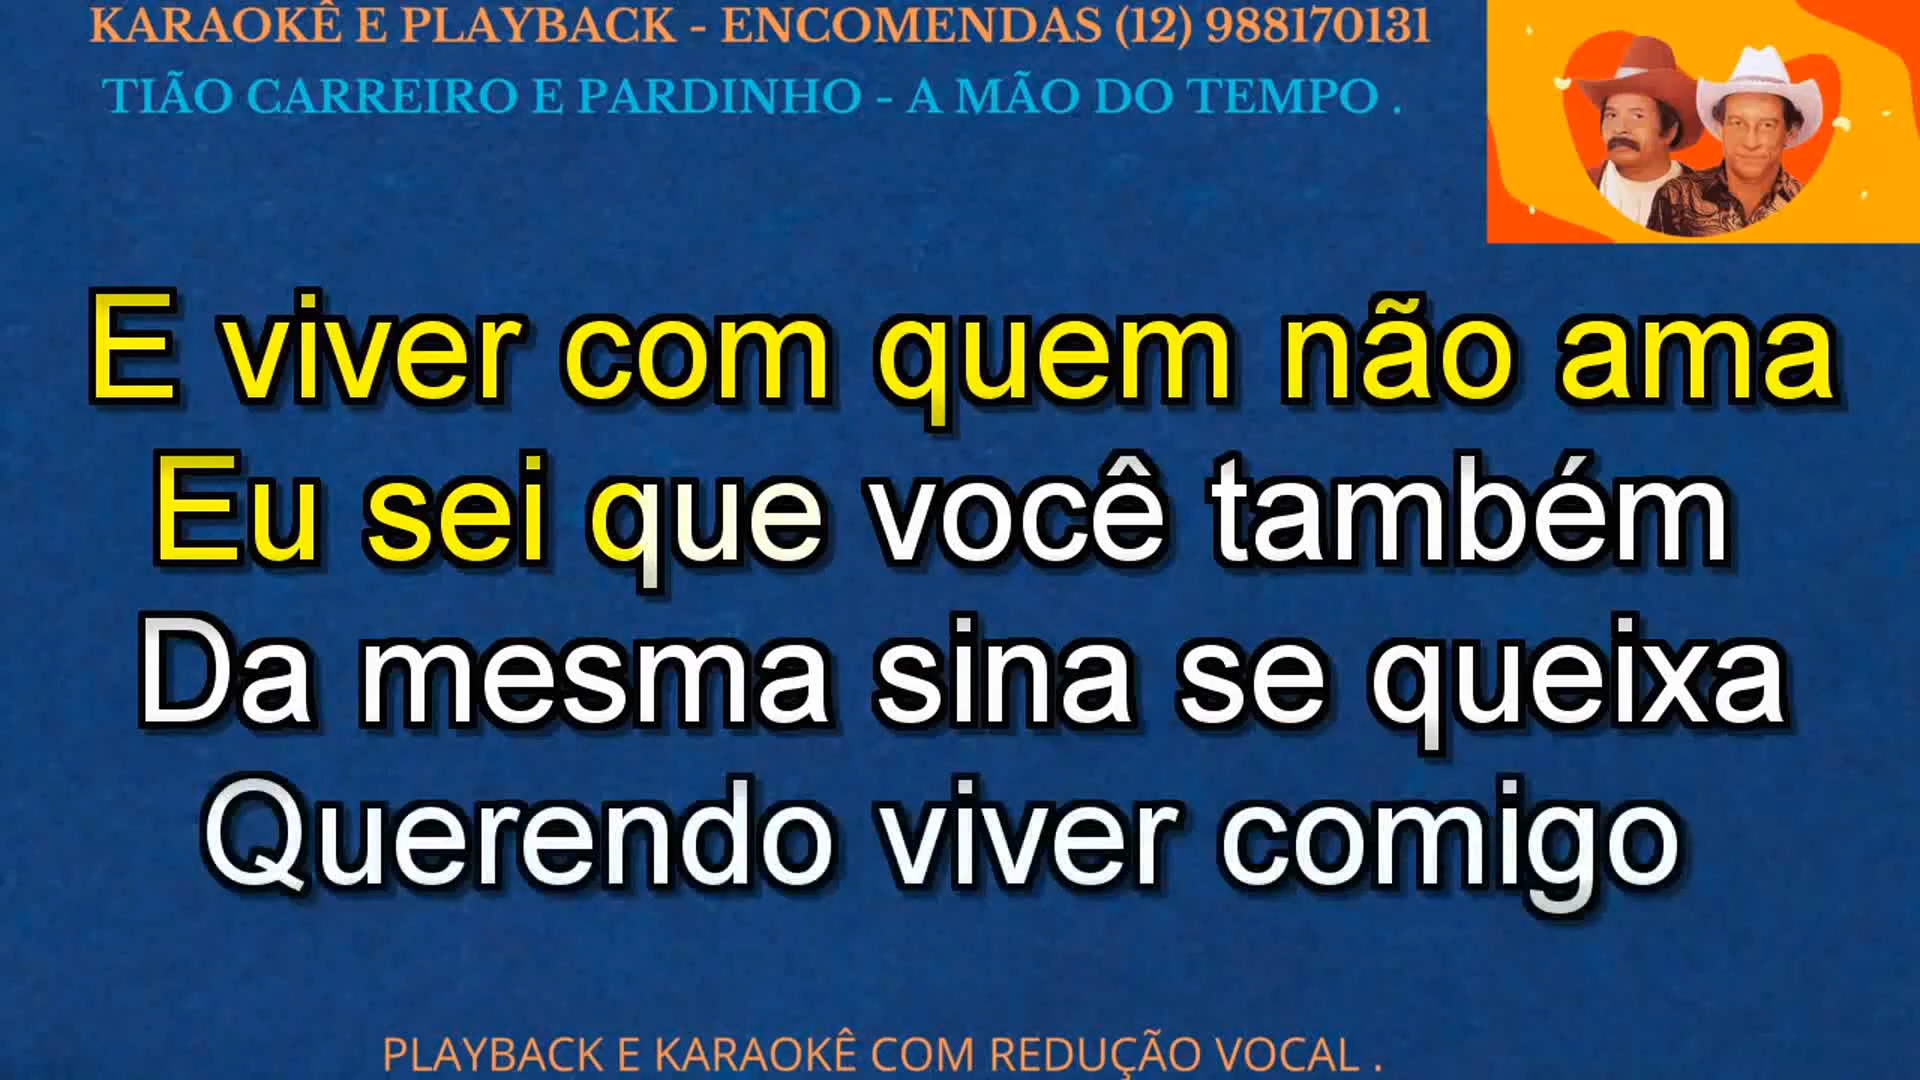 KARAOKÊ E PLAYBACK - ENCOMENDAS (12) 988170131
TIÃO CARREIRO E PARDINHO - A MÃO DO TEMPO .
E viver com quem não ama
Eu sei que você também
Da mesma sina se queixa
Querendo viver comigo
PLAYBACK E KARAOKÊ COM REDUÇÃO VOCAL .